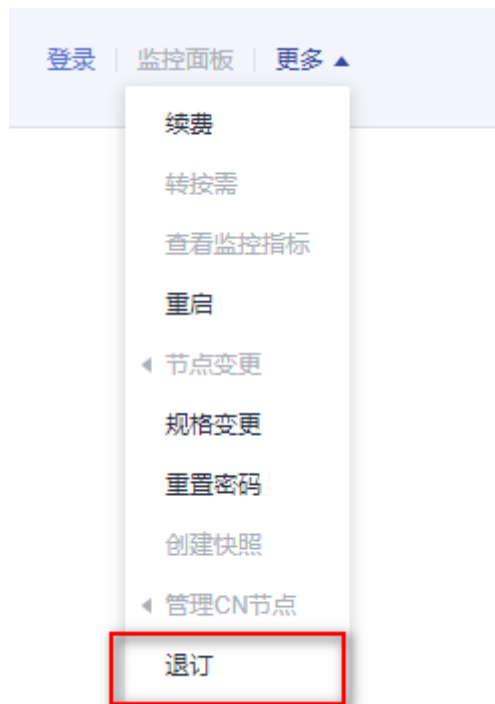 登录 监控面板 更多
续费
转按需
查看监控指标
重启
节点变更
规格变更
重置密码
创建快照
管理CN节点
退订